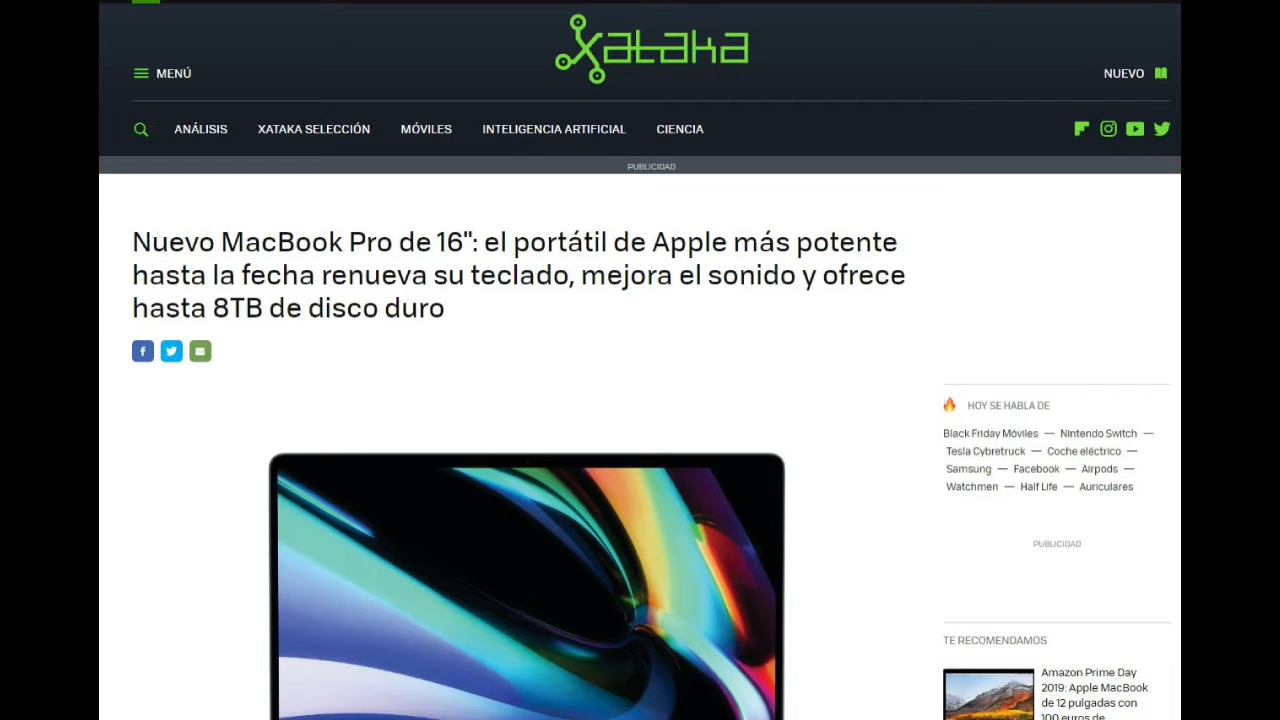 xataka
MENÚ
NUEVO
ANÁLISIS XATAKA SELECCIÓN MÓVILES INTELIGENCIA ARTIFICIAL CIENCIA
PUBLICIDAD
Nuevo MacBook Pro de 16": el portátil de Apple más potente
hasta la fecha renueva su teclado, mejora el sonido y ofrece
hasta 8TB de disco duro
HOY SE HABLA DE
Black Friday Móviles — Nintendo Switch —
Tesla Cybretruck — Coche eléctrico —
Samsung — Facebook — Airpods —
Watchmen — Half Life — Auriculares
PUBLICIDAD
TE RECOMENDAMOS
Amazon Prime Day
2019: Apple MacBook
de 12 pulgadas con
100 euros de